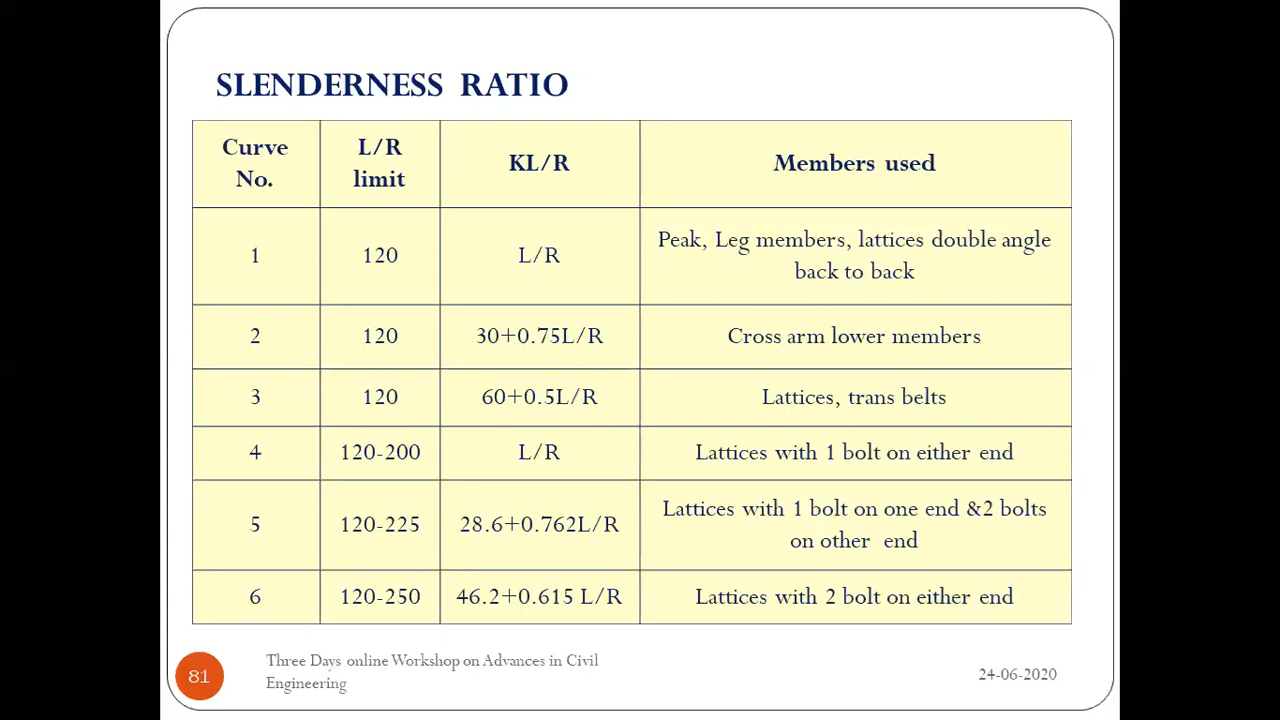 SLENDERNESS RATIO
Curve No. L/R limit KL/R Members used
1 120 L/R Peak, Leg members, lattices double angle back to back
2 120 30+0.75L/R Cross arm lower members
3 120 60+0.5L/R Lattices, trans belts
4 120-200 L/R Lattices with 1 bolt on either end
5 120-225 28.6+0.762L/R Lattices with 1 bolt on one end &2 bolts on other end
6 120-250 46.2+0.615 L/R Lattices with 2 bolt on either end
81
Three Days online Workshop on Advances in Civil
Engineering
24-06-2020